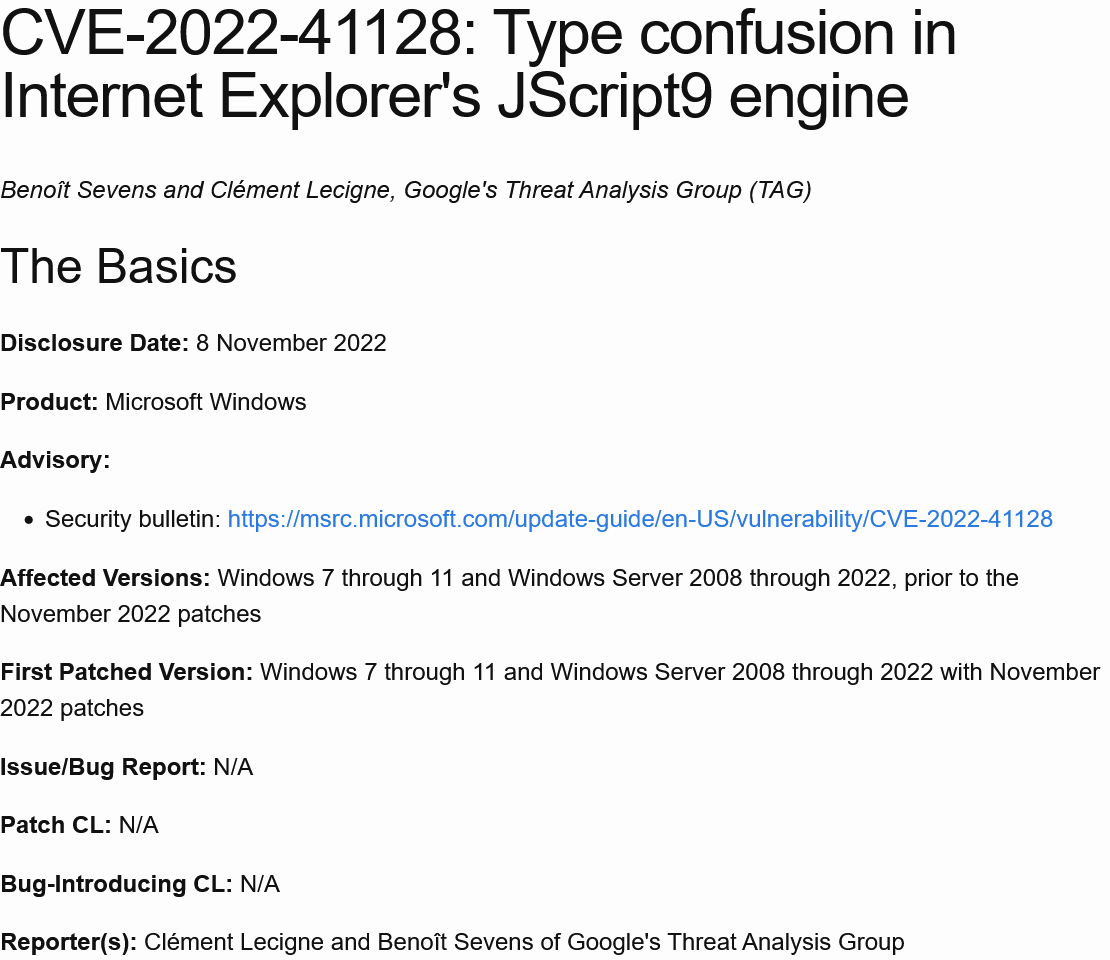 CVE-2022-41128: Type confusion in
Internet Explorer's JScript9 engine
Benoît Sevens and Clément Lecigne, Google's Threat Analysis Group (TAG)
The Basics
Disclosure Date: 8 November 2022
Product: Microsoft Windows
Advisory:
• Security bulletin: https://msrc.microsoft.com/update-guide/en-US/vulnerability/CVE-2022-41128
Affected Versions: Windows 7 through 11 and Windows Server 2008 through 2022, prior to the
November 2022 patches
First Patched Version: Windows 7 through 11 and Windows Server 2008 through 2022 with November
2022 patches
Issue/Bug Report: N/A
Patch CL: N/A
Bug-Introducing CL: N/A
Reporter(s): Clément Lecigne and Benoît Sevens of Google's Threat Analysis Group